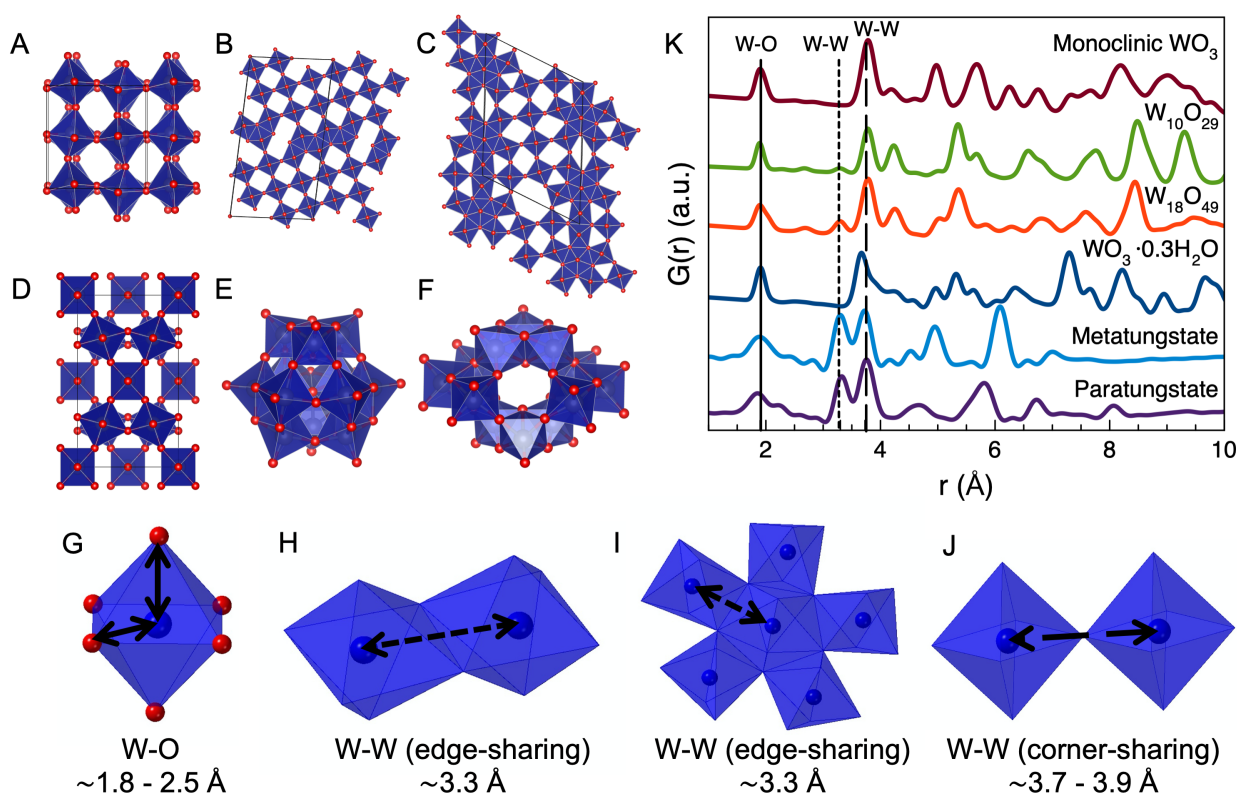 A
B
C
K
W-O
W-W
W-W
Monoclinic WO₃
W₁₀O₂₉
W₁₈O₄₉
WO₃·0.3H₂O
Metatungstate
Paratungstate
G(r) (a.u.)
2
4
6
8
10
r (Å)
D
E
F
G
H
I
J
W-O
~1.8 - 2.5 Å
W-W (edge-sharing)
~3.3 Å
W-W (edge-sharing)
~3.3 Å
W-W (corner-sharing)
~3.7 - 3.9 Å